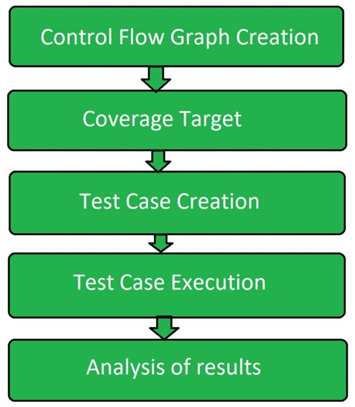 Control Flow Graph Creation
Coverage Target
Test Case Creation
Test Case Execution
Analysis of results